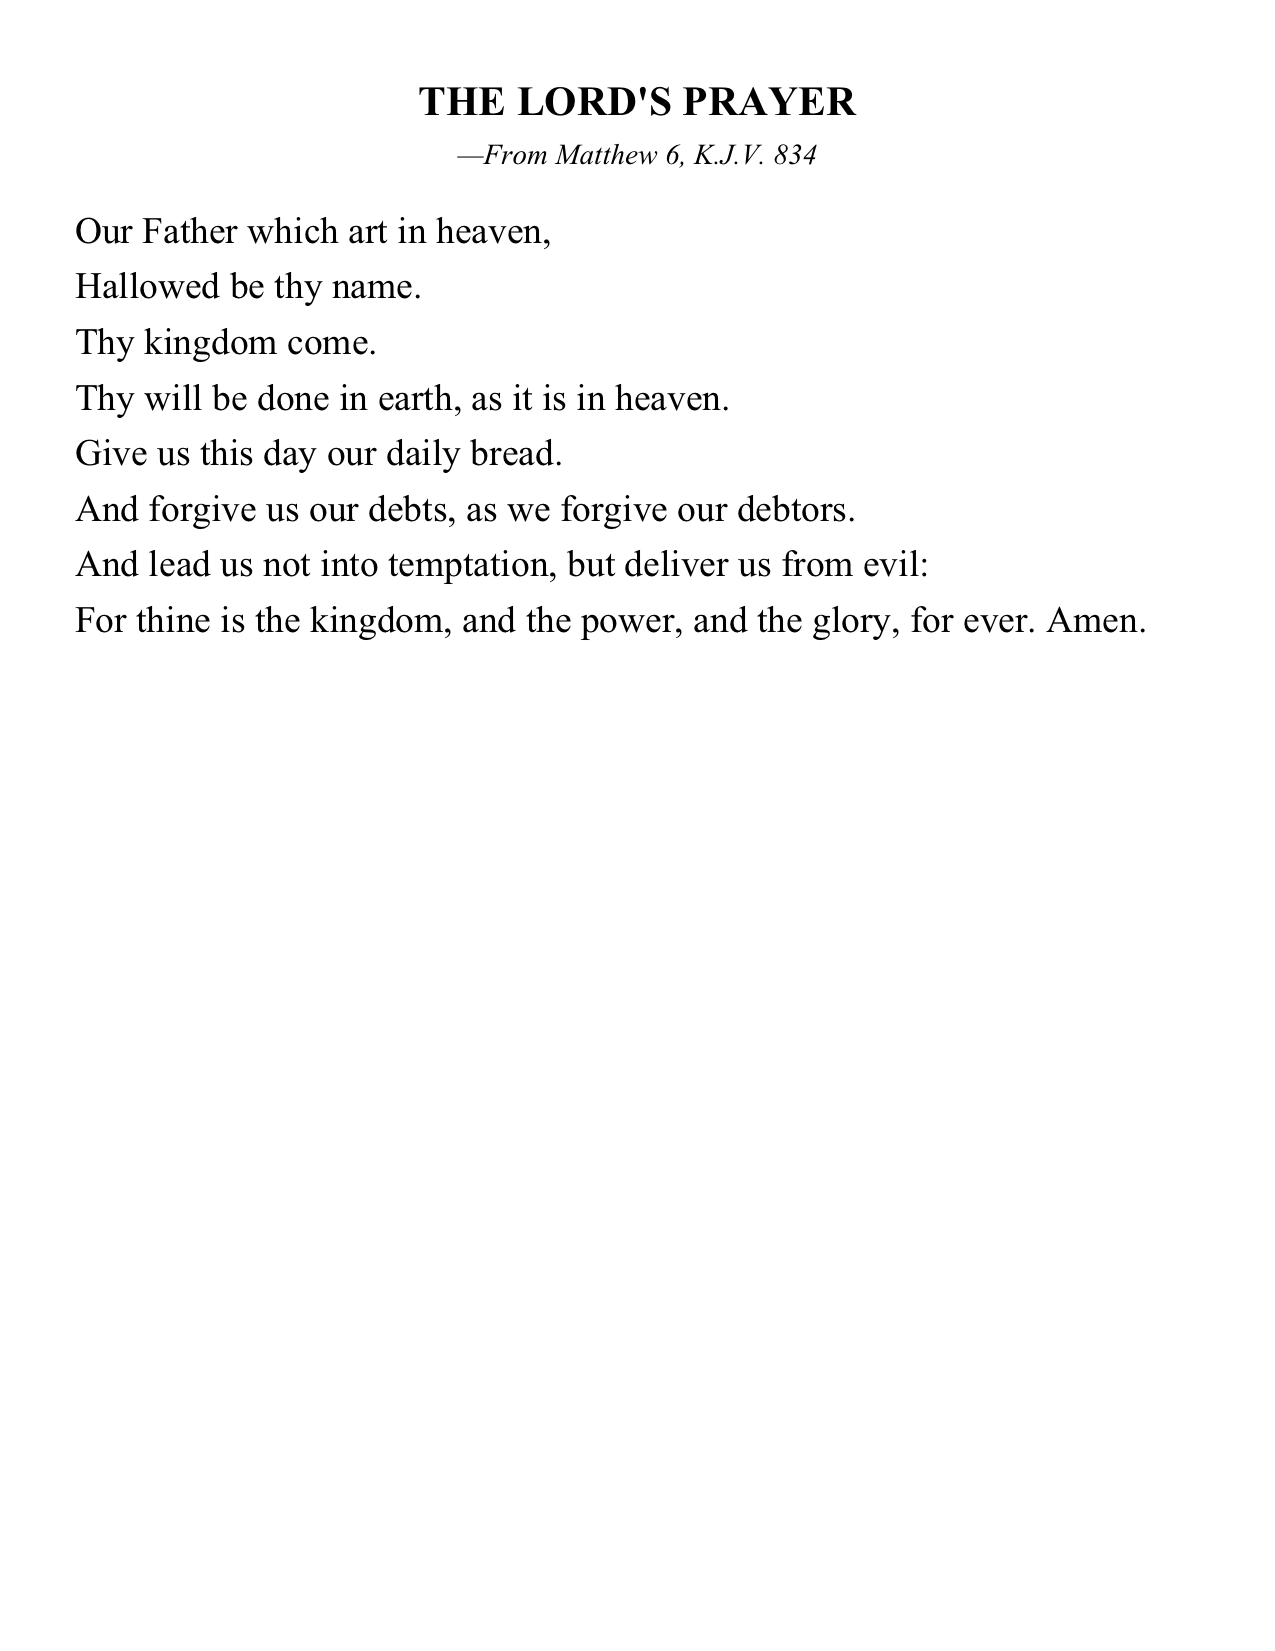 THE LORD'S PRAYER
—From Matthew 6, K.J.V. 834
Our Father which art in heaven,
Hallowed be thy name.
Thy kingdom come.
Thy will be done in earth, as it is in heaven.
Give us this day our daily bread.
And forgive us our debts, as we forgive our debtors.
And lead us not into temptation, but deliver us from evil:
For thine is the kingdom, and the power, and the glory, for ever. Amen.